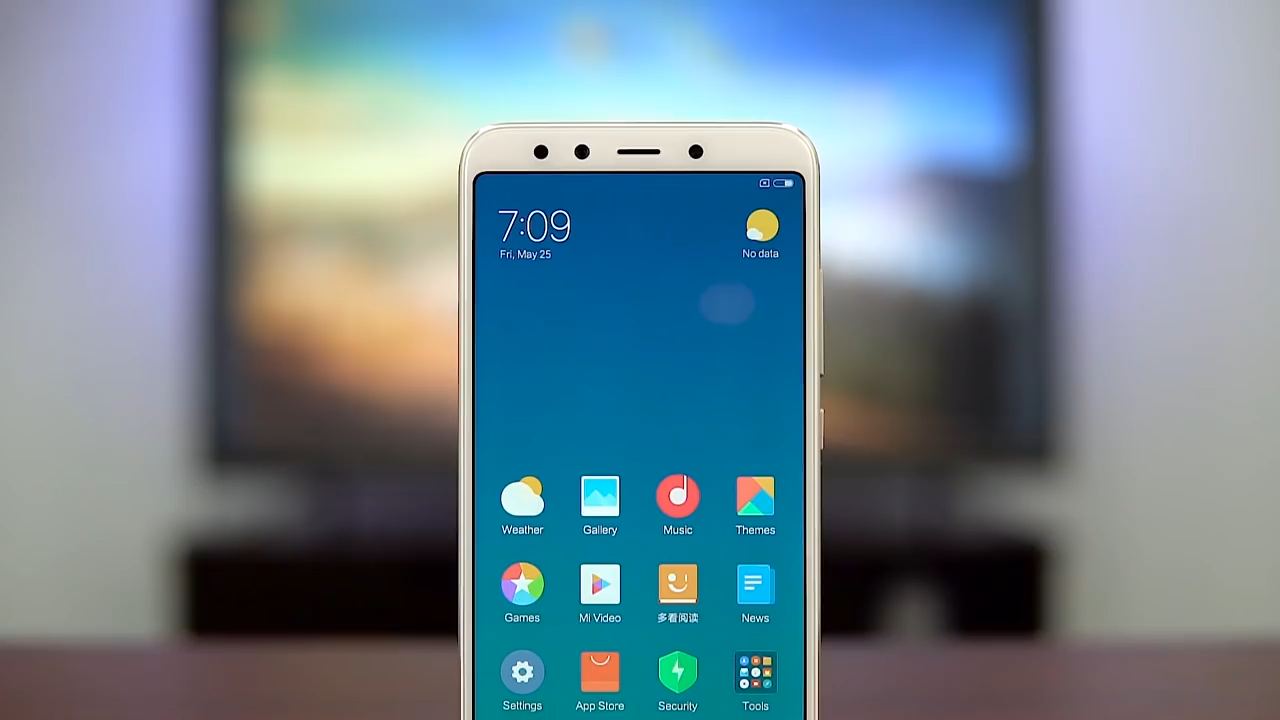 7:09
Fri, May 25
No data
Weather
Gallery
Music
Themes
Games
Mi Video
多看阅读
News
Settings
App Store
Security
Tools